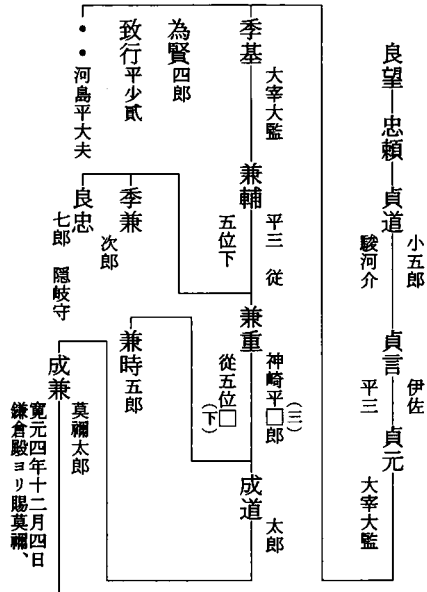 良望―忠頼―貞道―貞言―貞元
小五郎
駿河介
伊佐
平三
大宰大監
季基―兼輔―兼重―成道
大宰大監
平三 従
五位下
神崎平□郎
(三)
従五位□
(下)
太郎
為賢四郎
致行平少貳
・・河島平大夫
季兼
次郎
良忠
七郎 隠岐守
兼時五郎
成兼
莫禰太郎
寛元四年十二月四日
鎌倉殿ヨリ賜莫禰、